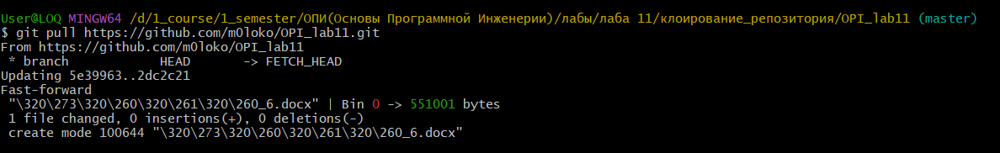 User@LOQ MINGW64 /d/1_course/1_semester/ОПИ(Основы Программной Инженерии)/лабы/лаба 11/клоирование_репозитория/OPI_lab11 (master)
$ git pull https://github.com/m0loko/OPI_lab11.git
From https://github.com/m0loko/OPI_lab11
 * branch            HEAD       -> FETCH_HEAD
Updating 5e39963..2dc2c21
Fast-forward
 "\320\273\320\260\320\261\320\260_6.docx" | Bin 0 -> 551001 bytes
 1 file changed, 0 insertions(+), 0 deletions(-)
 create mode 100644 "\320\273\320\260\320\261\320\260_6.docx"